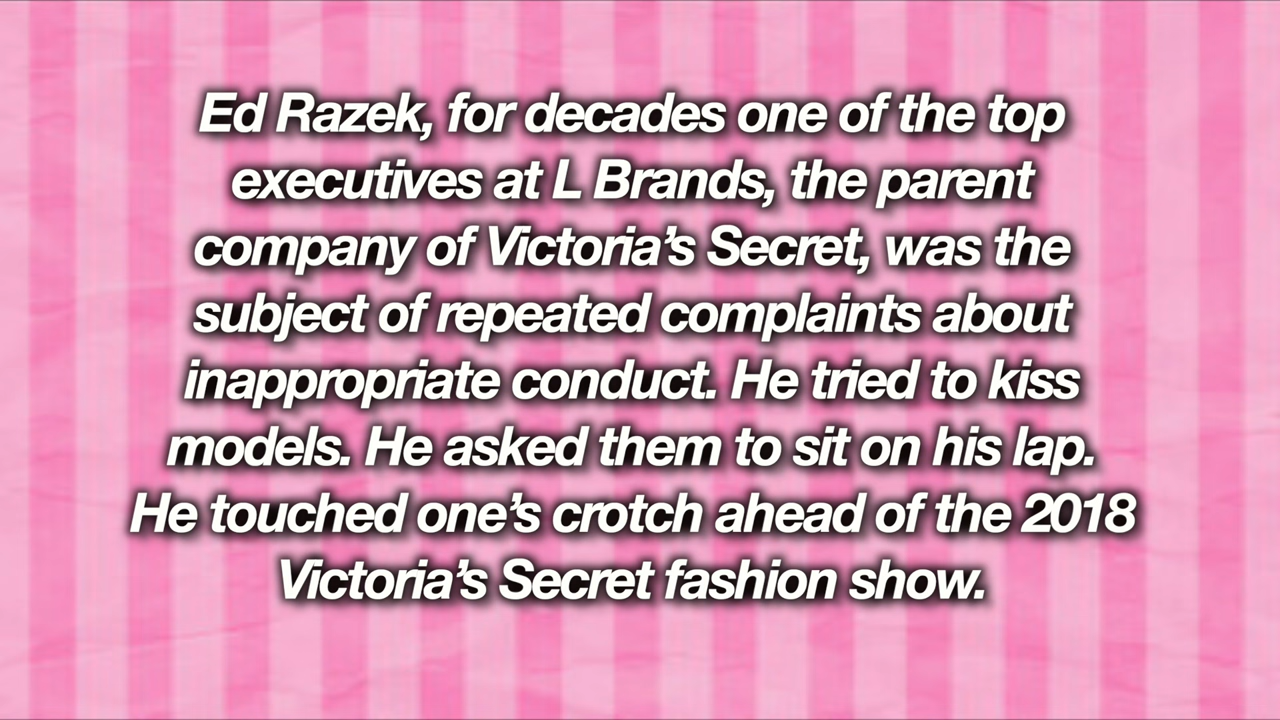 Ed Razek, for decades one of the top
executives at L Brands, the parent
company of Victoria’s Secret, was the
subject of repeated complaints about
inappropriate conduct. He tried to kiss
models. He asked them to sit on his lap.
He touched one’s crotch ahead of the 2018
Victoria’s Secret fashion show.